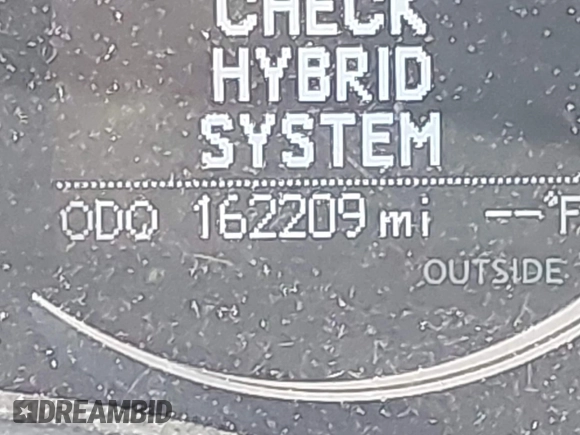 CHECK
HYBRID
SYSTEM
ODO 162209 mi --°F
OUTSIDE
DREAMBID